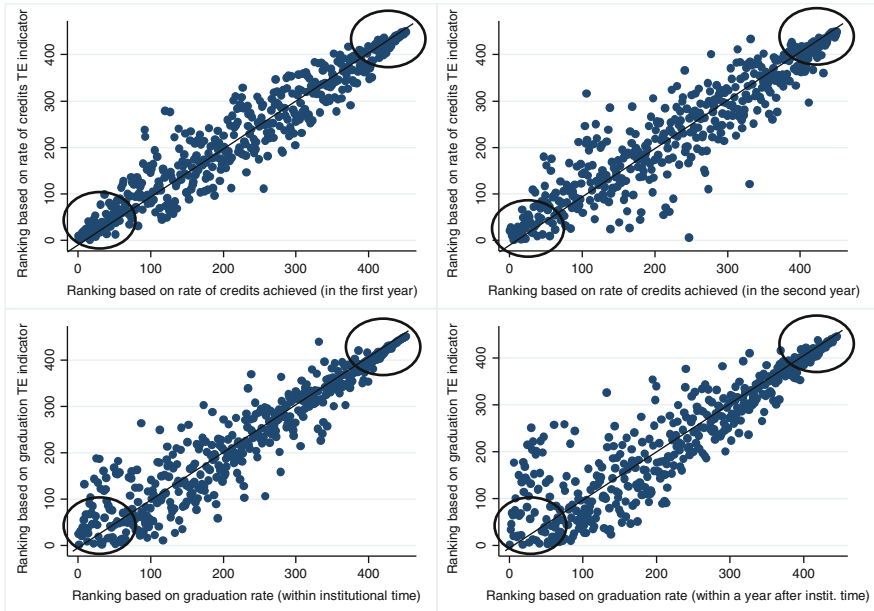 Ranking based on rate of credits TE indicator
400
300
200
100
0
0 100 200 300 400
Ranking based on rate of credits achieved (in the first year)
Ranking based on rate of credits TE indicator
400
300
200
100
0
0 100 200 300 400
Ranking based on rate of credits achieved (in the second year)
Ranking based on graduation TE indicator
400
300
200
100
0
0 100 200 300 400
Ranking based on graduation rate (within institutional time)
Ranking based on graduation TE indicator
400
300
200
100
0
0 100 200 300 400
Ranking based on graduation rate (within a year after instit. time)